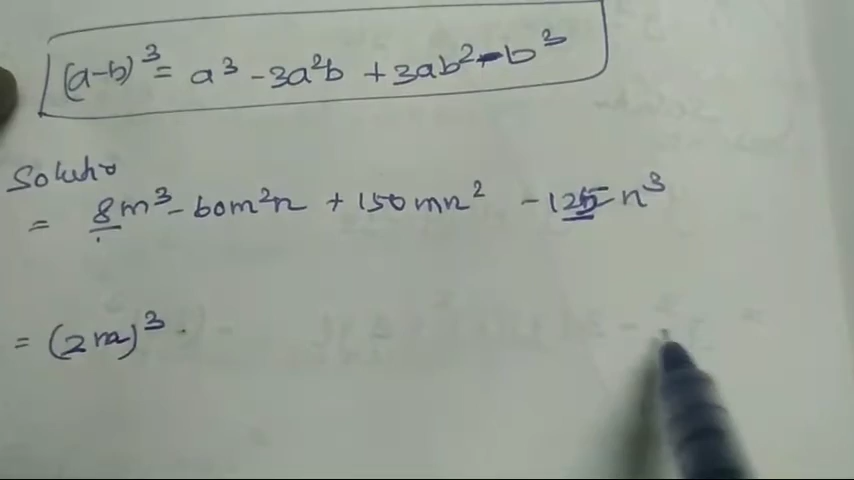 (a-b)³ = a³ - 3a²b + 3ab² - b³
Solution
= 8m³ - 60m²n + 150mn² - 125n³
= (2m)³